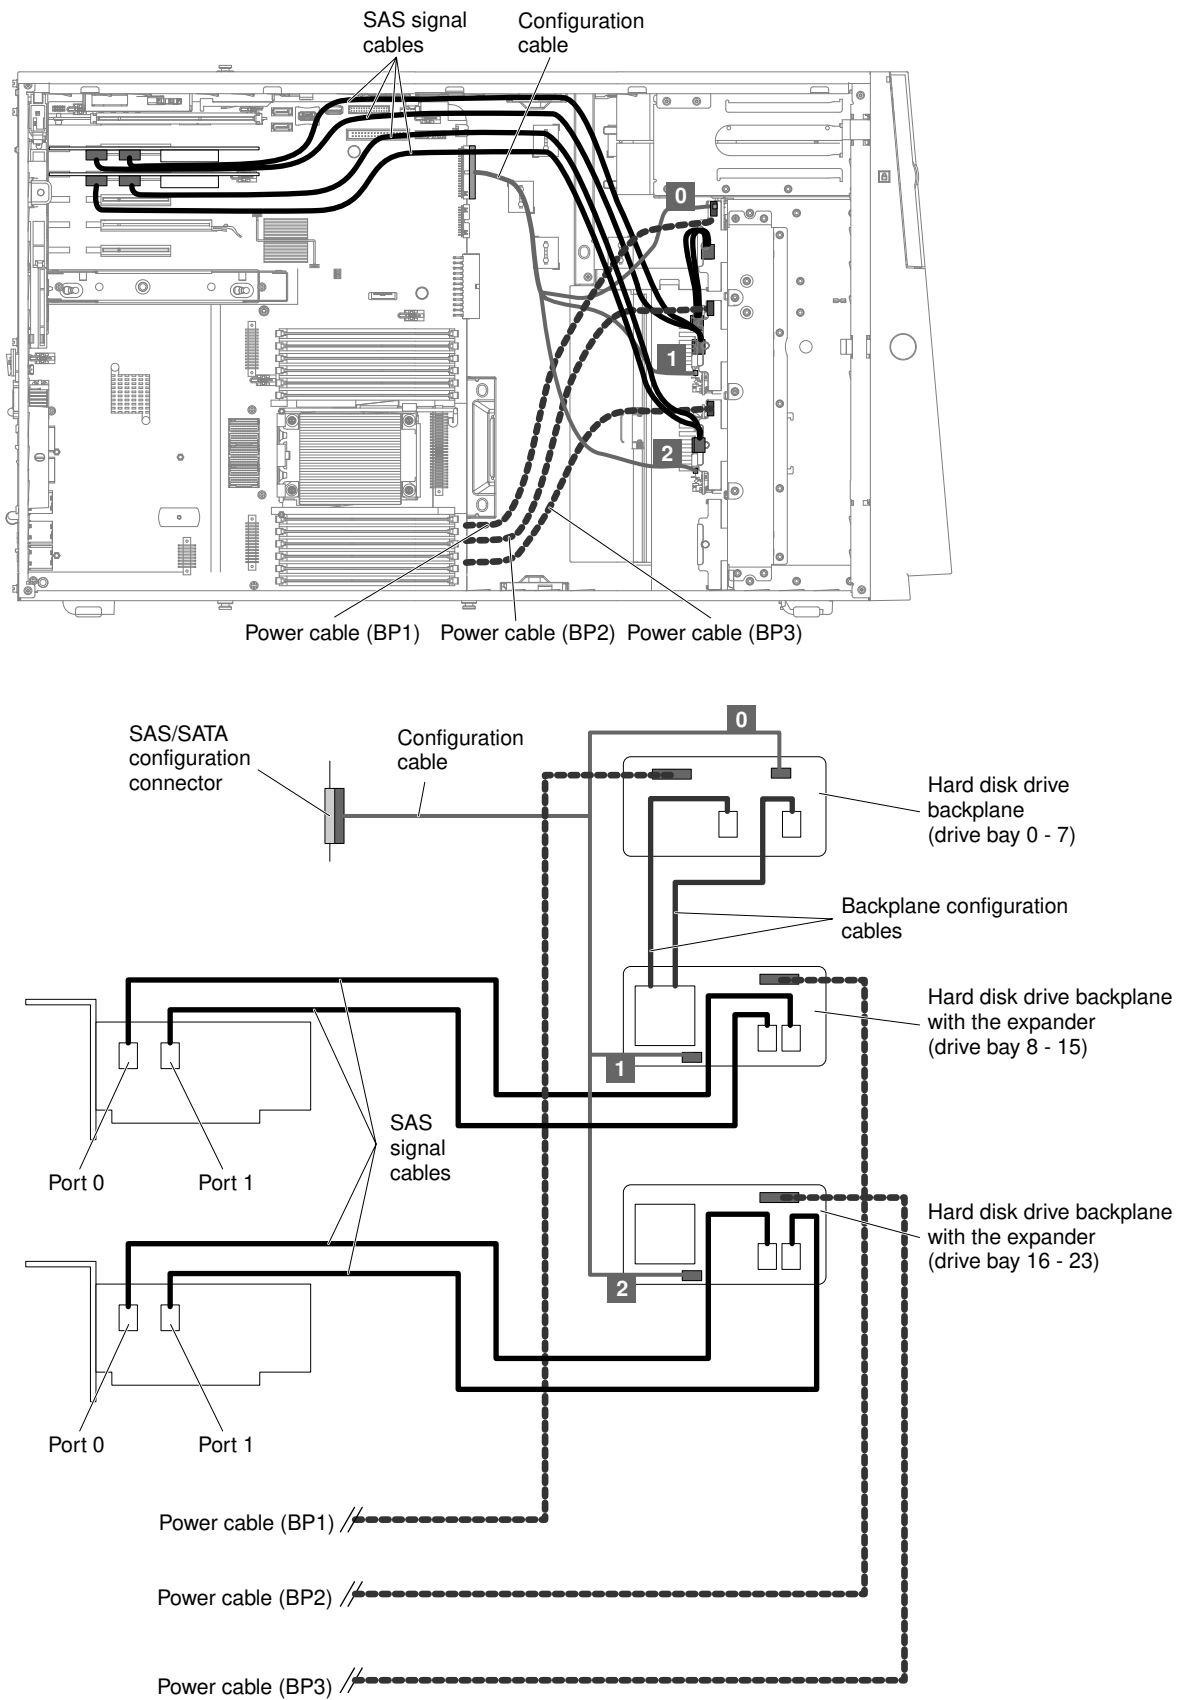 SAS signal
cables
Configuration
cable
0
1
2
Power cable (BP1)
Power cable (BP2)
Power cable (BP3)
0
SAS/SATA
configuration
connector
Configuration
cable
Hard disk drive
backplane
(drive bay 0 - 7)
Backplane configuration
cables
Hard disk drive backplane
with the expander
(drive bay 8 - 15)
1
SAS
signal
cables
Port 0
Port 1
Hard disk drive backplane
with the expander
(drive bay 16 - 23)
2
Port 0
Port 1
Power cable (BP1)
Power cable (BP2)
Power cable (BP3)